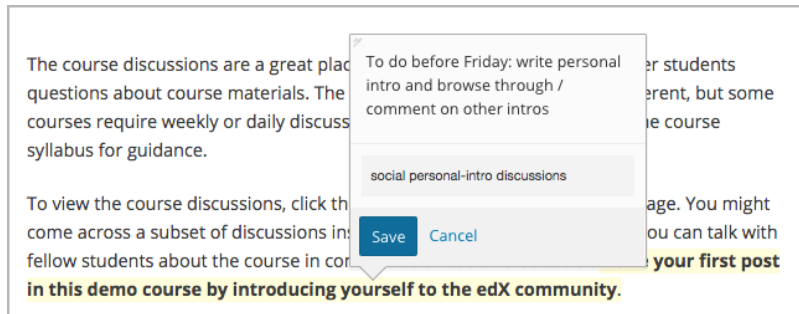 The course discussions are a great plac
er students
questions about course materials. The
erent, but some
courses require weekly or daily discuss
e course
syllabus for guidance.
To view the course discussions, click th
age. You might
come across a subset of discussions ins
ou can talk with
fellow students about the course in con
your first post
in this demo course by introducing yourself to the edX community.
To do before Friday: write personal
intro and browse through /
comment on other intros
social personal-intro discussions
Save Cancel